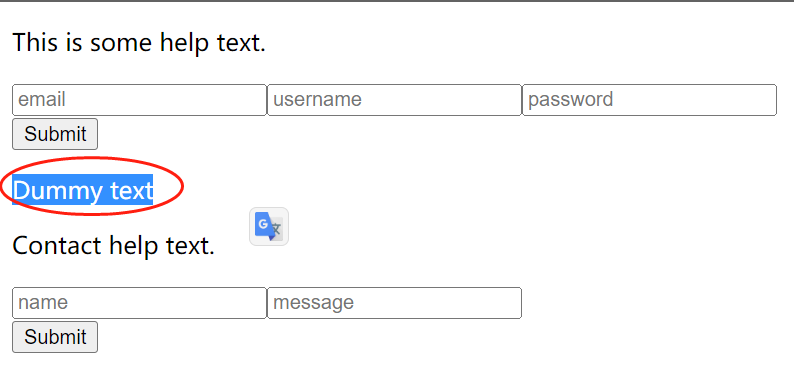 This is some help text.
email username password
Submit
Dummy text
Contact help text.
name message
Submit